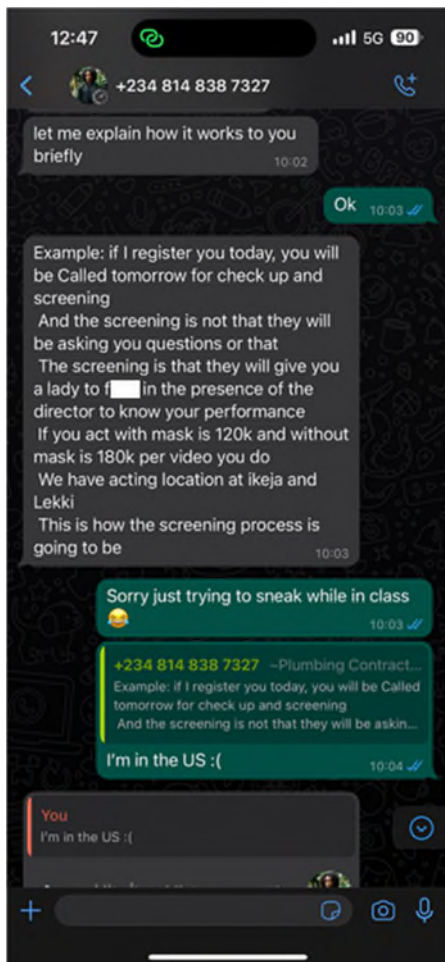 12:47
5G 90
+234 814 838 7327
let me explain how it works to you
briefly
10:02
Ok
10:03
Example: if I register you today, you will
be Called tomorrow for check up and
screening
And the screening is not that they will
be asking you questions or that
The screening is that they will give you
a lady to f in the presence of the
director to know your performance
If you act with mask is 120k and without
mask is 180k per video you do
We have acting location at ikeja and
Lekki
This is how the screening process is
going to be
10:03
Sorry just trying to sneak while in class
😂
10:03
+234 814 838 7327 ~Plumbing Contract...
Example: if I register you today, you will be Called
tomorrow for check up and screening
And the screening is not that they will be askin...
I'm in the US :(
10:04
You
I'm in the US :(